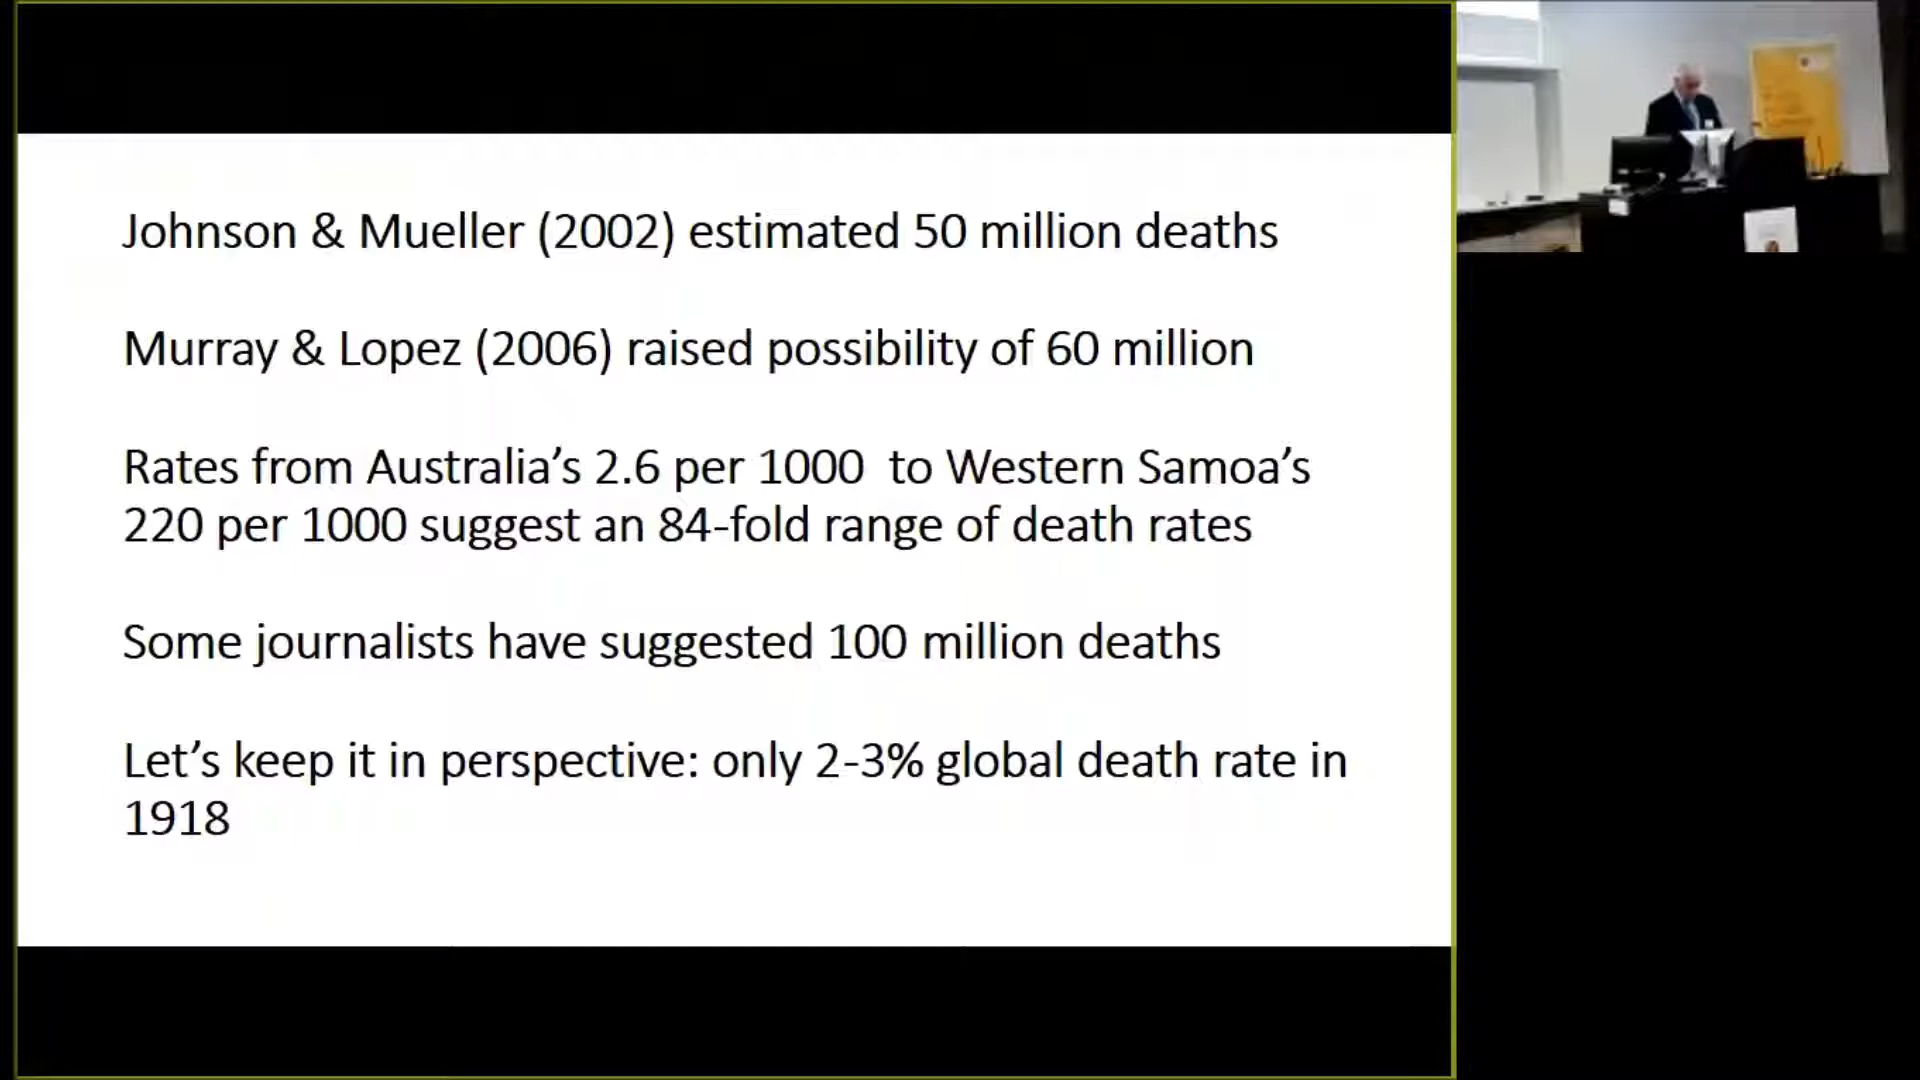 Johnson & Mueller (2002) estimated 50 million deaths
Murray & Lopez (2006) raised possibility of 60 million
Rates from Australia’s 2.6 per 1000  to Western Samoa’s
220 per 1000 suggest an 84-fold range of death rates
Some journalists have suggested 100 million deaths
Let’s keep it in perspective: only 2-3% global death rate in
1918